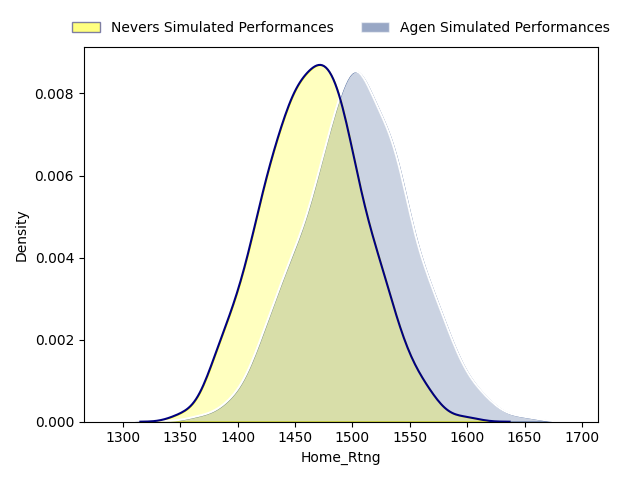 Nevers Simulated Performances Agen Simulated Performances
0.008
0.006
0.004
0.002
0.000
Density
1300 1350 1400 1450 1500 1550 1600 1650 1700
Home_Rtng